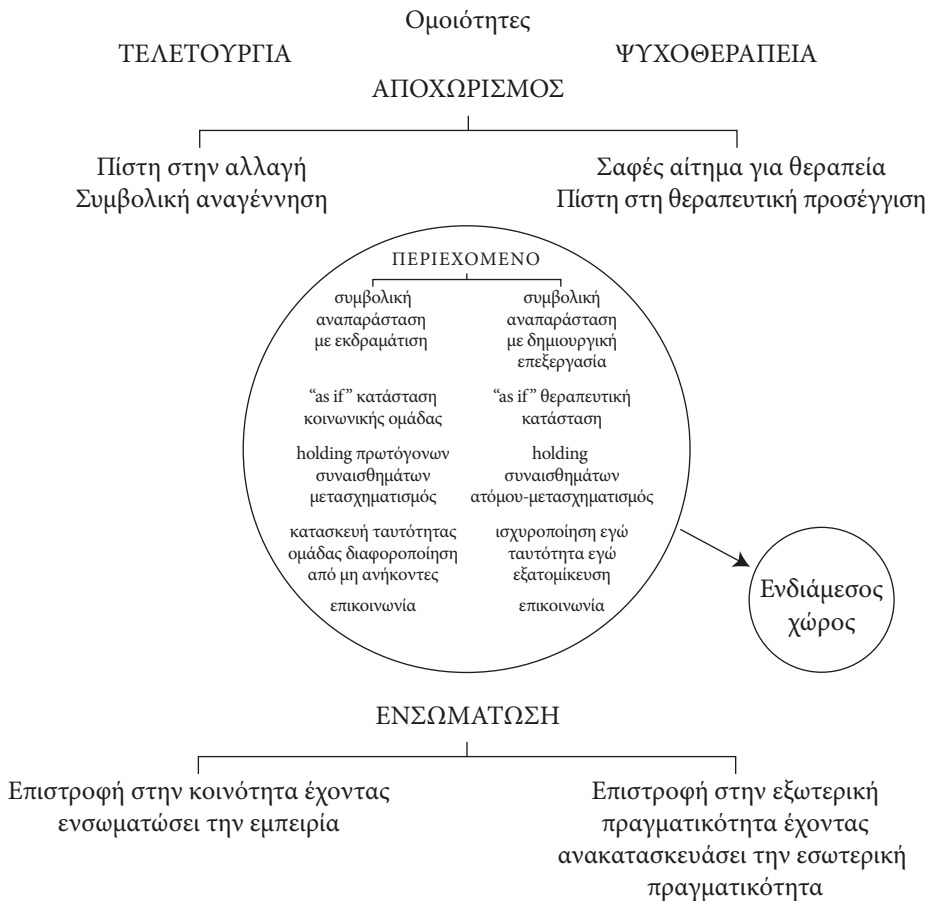 Ομοιότητες
ΤΕΛΕΤΟΥΡΓΙΑ
ΨΥΧΟΘΕΡΑΠΕΙΑ
ΑΠΟΧΩΡΙΣΜΟΣ
Πίστη στην αλλαγή
Συμβολική αναγέννηση
Σαφές αίτημα για θεραπεία
Πίστη στη θεραπευτική προσέγγιση
ΠΕΡΙΕΧΟΜΕΝΟ
συμβολική
αναπαράσταση
με εκδραμάτιση
συμβολική
αναπαράσταση
με δημιουργική
επεξεργασία
“as if” κατάσταση
κοινωνικής ομάδας
“as if” θεραπευτική
κατάσταση
holding πρωτόγονων
συναισθημάτων
μετασχηματισμός
holding
συναισθημάτων
ατόμου-μετασχηματισμός
κατασκευή ταυτότητας
ομάδας διαφοροποίηση
από μη ανήκοντες
ισχυροποίηση εγώ
ταυτότητα εγώ
εξατομίκευση
επικοινωνία
επικοινωνία
Ενδιάμεσος
χώρος
ΕΝΣΩΜΑΤΩΣΗ
Επιστροφή στην κοινότητα έχοντας
ενσωματώσει την εμπειρία
Επιστροφή στην εξωτερική
πραγματικότητα έχοντας
ανακατασκευάσει την εσωτερική
πραγματικότητα